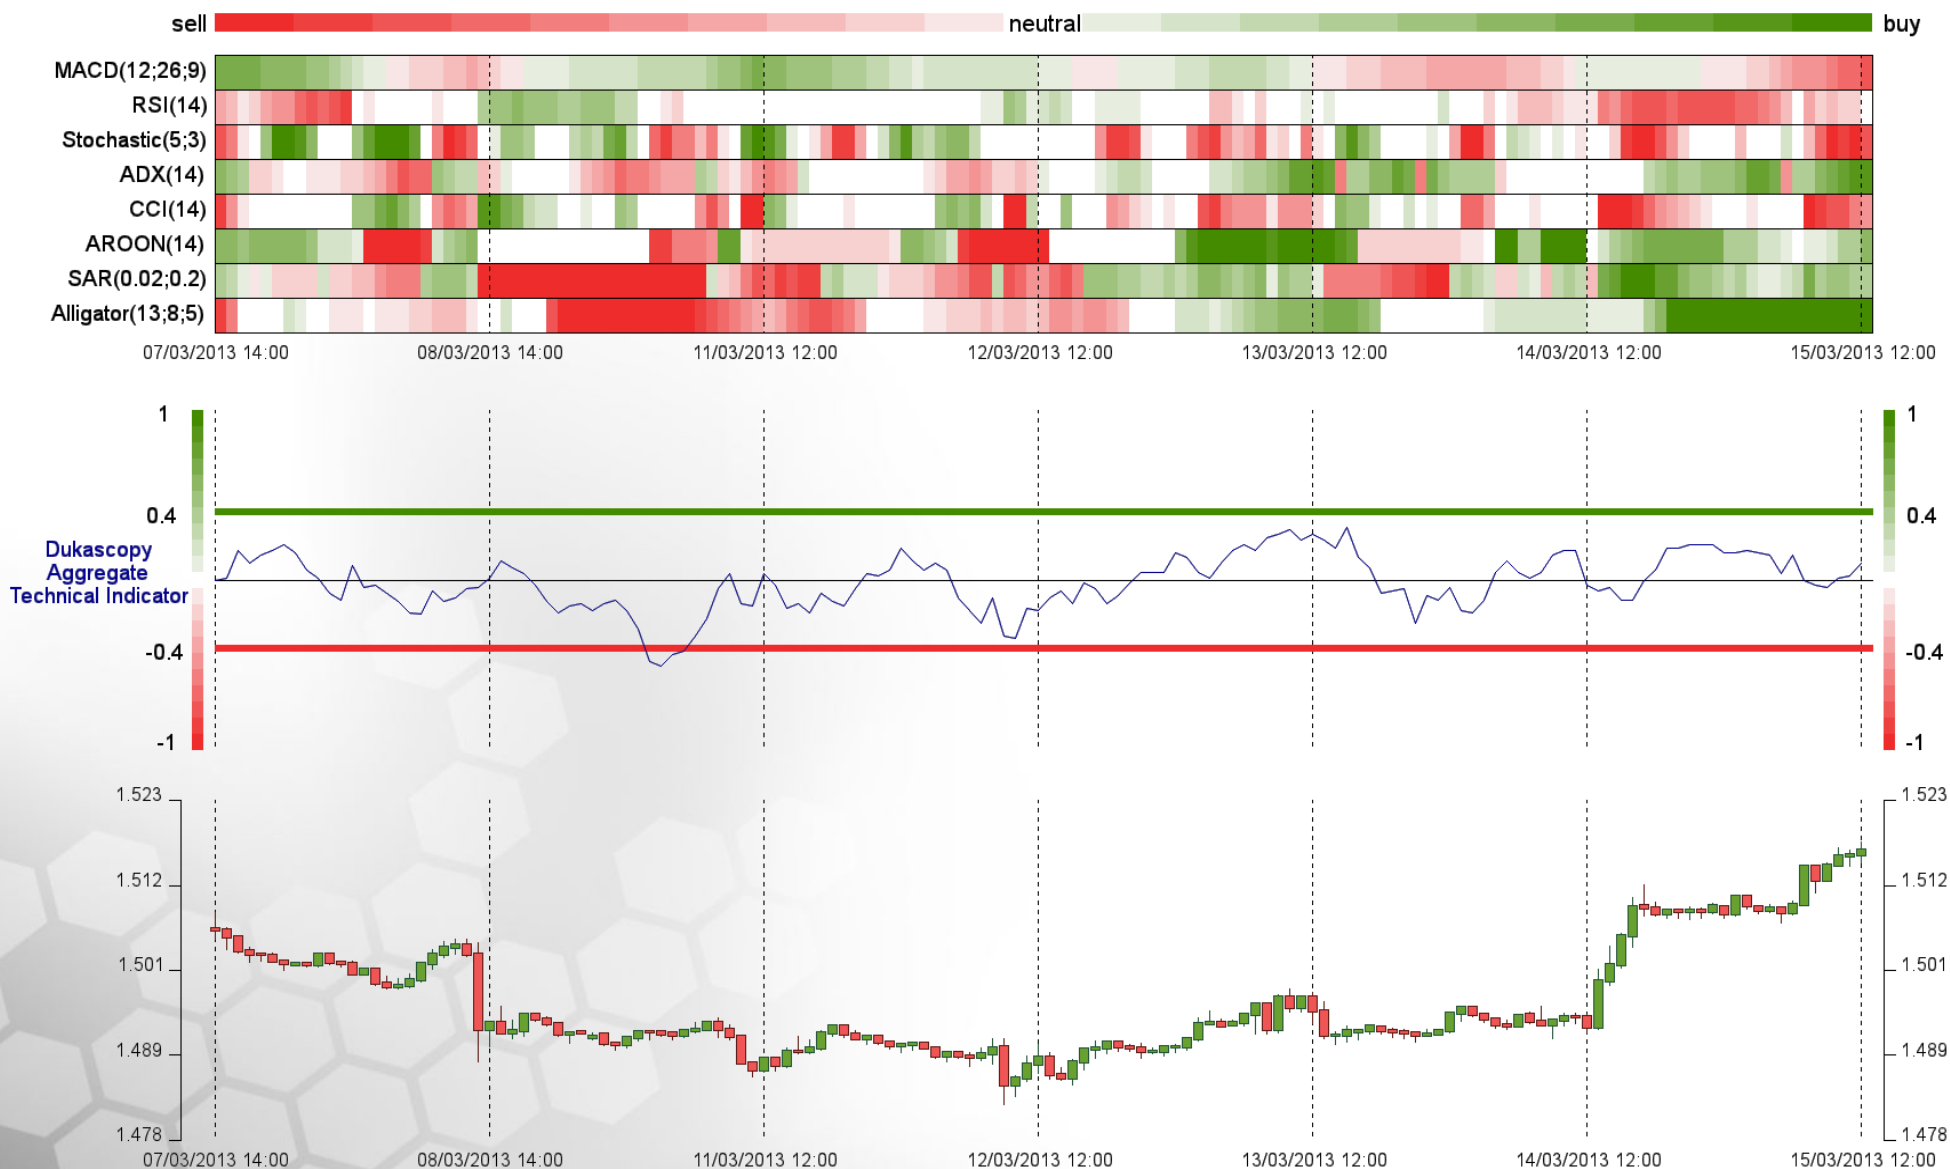 sell neutral buy
MACD(12;26;9)
RSI(14)
Stochastic(5;3)
ADX(14)
CCI(14)
AROON(14)
SAR(0.02;0.2)
Alligator(13;8;5)
07/03/2013 14:00 08/03/2013 14:00 11/03/2013 12:00 12/03/2013 12:00 13/03/2013 12:00 14/03/2013 12:00 15/03/2013 12:00
1 1
0.4 0.4
Dukascopy
Aggregate
Technical Indicator
-0.4 -0.4
-1 -1
1.523 1.523
1.512 1.512
1.501 1.501
1.489 1.489
1.478 1.478
07/03/2013 14:00 08/03/2013 14:00 11/03/2013 12:00 12/03/2013 12:00 13/03/2013 12:00 14/03/2013 12:00 15/03/2013 12:00